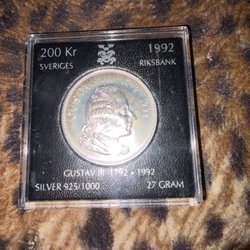 200 Kr 1992
SVERIGES RIKSBANK
GUSTAV III 1792 • 1992
SILVER 925/1000 27 GRAM